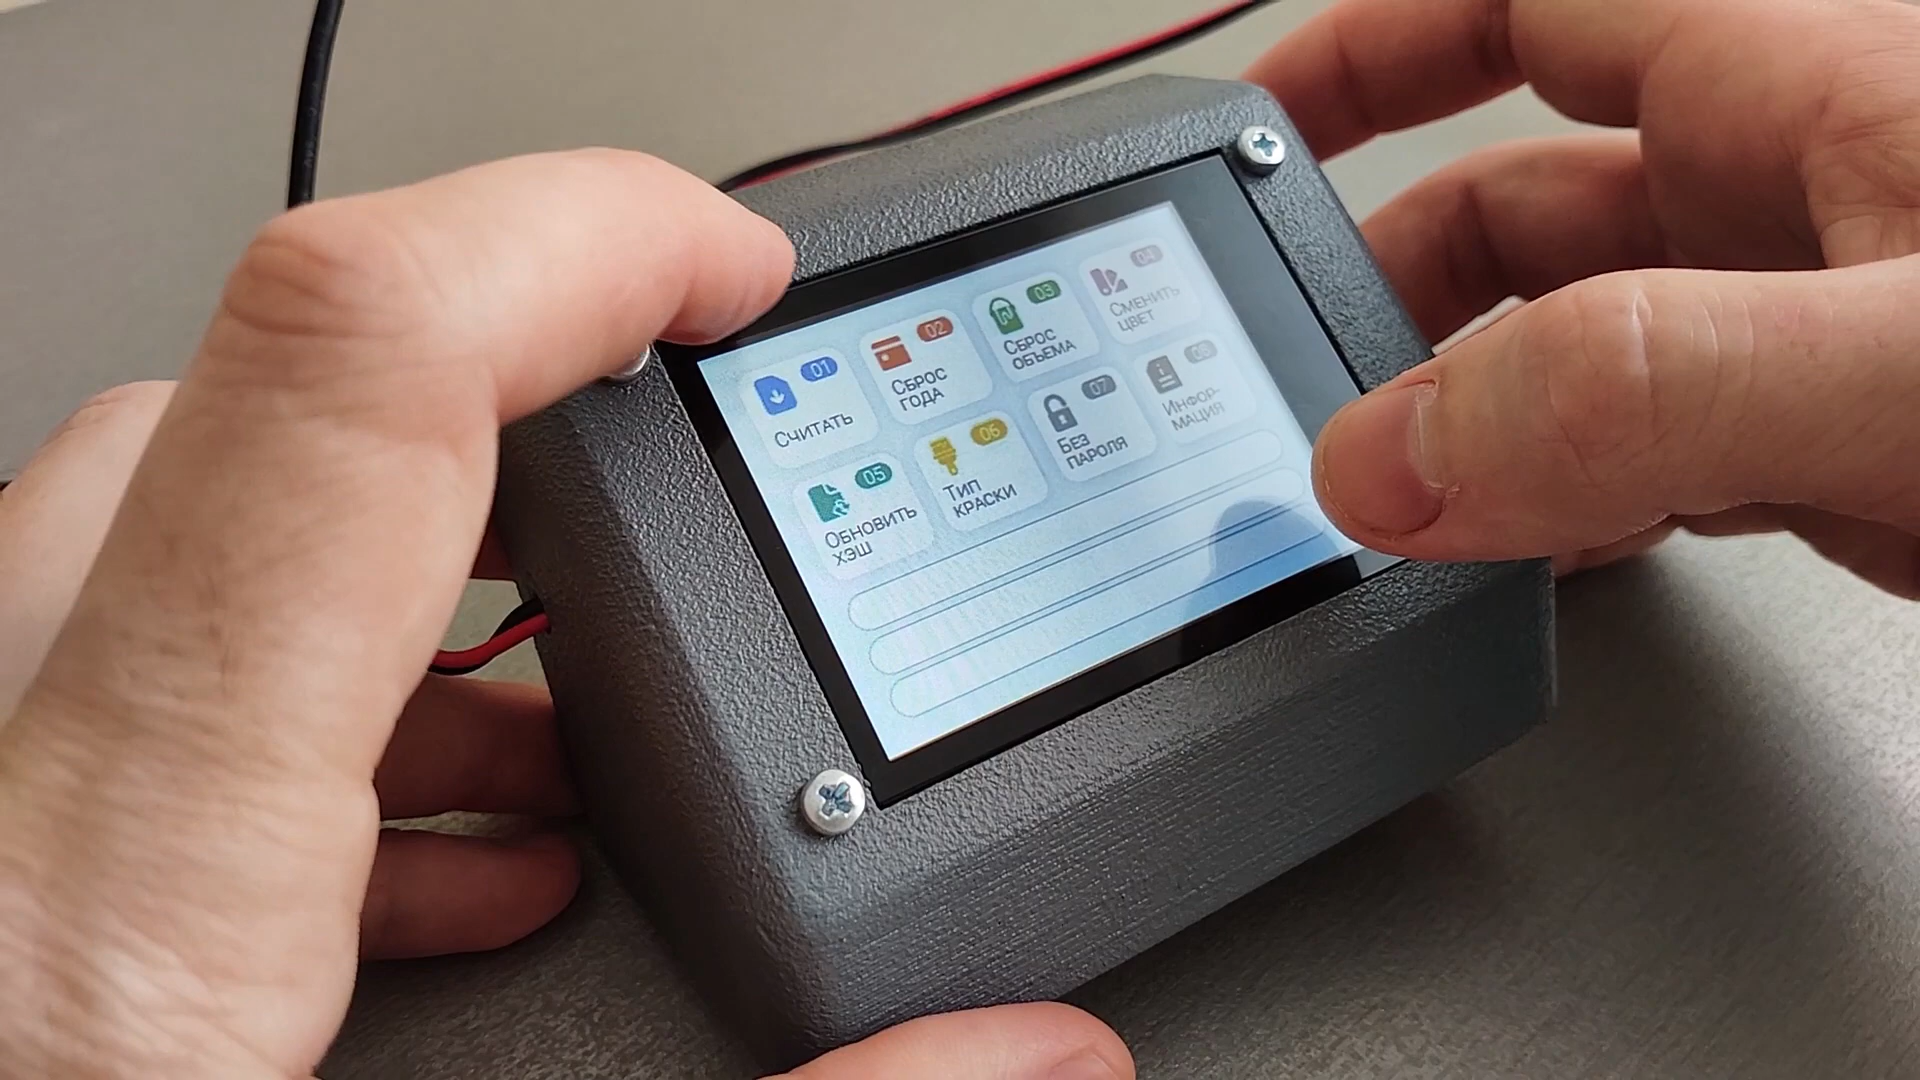 01
Считать
02
Сброс
года
03
Сброс
объема
04
Сменить
цвет
05
Обновить
хэш
06
Тип
краски
07
Без
пароля
08
Инфор-
мация